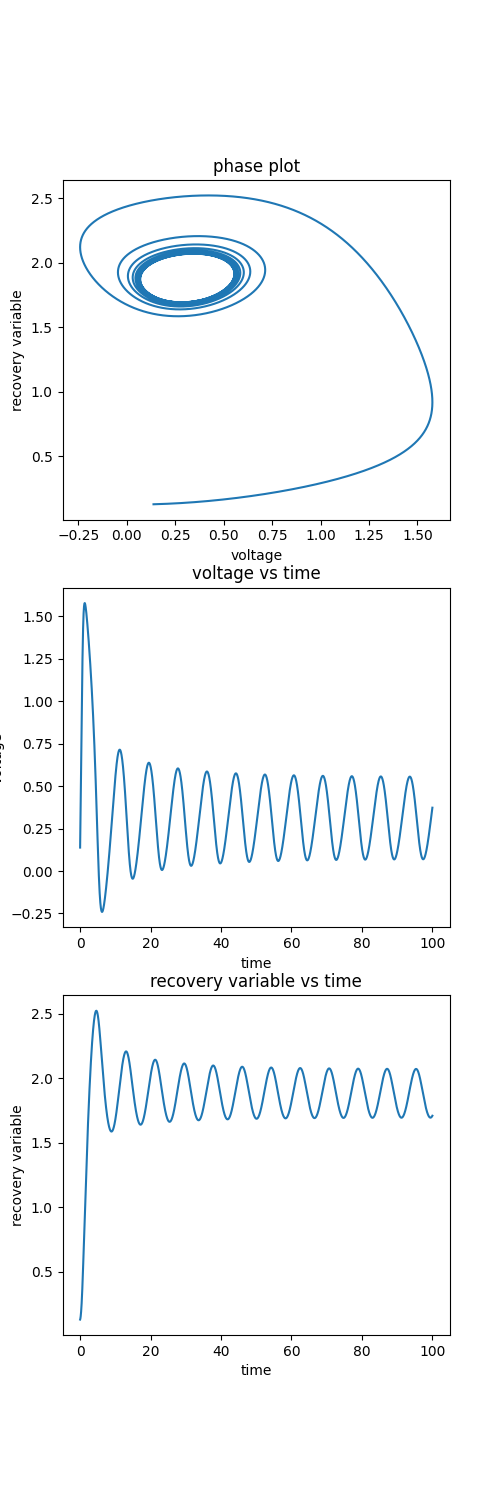 phase plot
2.5
2.0
1.5
1.0
0.5
recovery variable
−0.25 0.00 0.25 0.50 0.75 1.00 1.25 1.50
voltage
voltage vs time
1.50
1.25
1.00
0.75
0.50
0.25
0.00
−0.25
0 20 40 60 80 100
time
recovery variable vs time
2.5
2.0
1.5
1.0
0.5
recovery variable
0 20 40 60 80 100
time